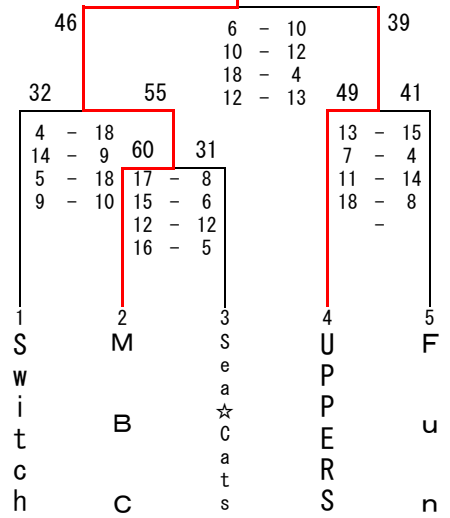 46 39
6 − 10
10 − 12
18 − 4
12 − 13
32 55 49 41
4 − 18
14 − 9
5 − 18
9 − 10
60 31
17 − 8
15 − 6
12 − 12
16 − 5
13 − 15
7 − 4
11 − 14
18 − 8
−
1 2 3 4 5
Switch
MBC
Sea☆Cats
UPPERS
Fun